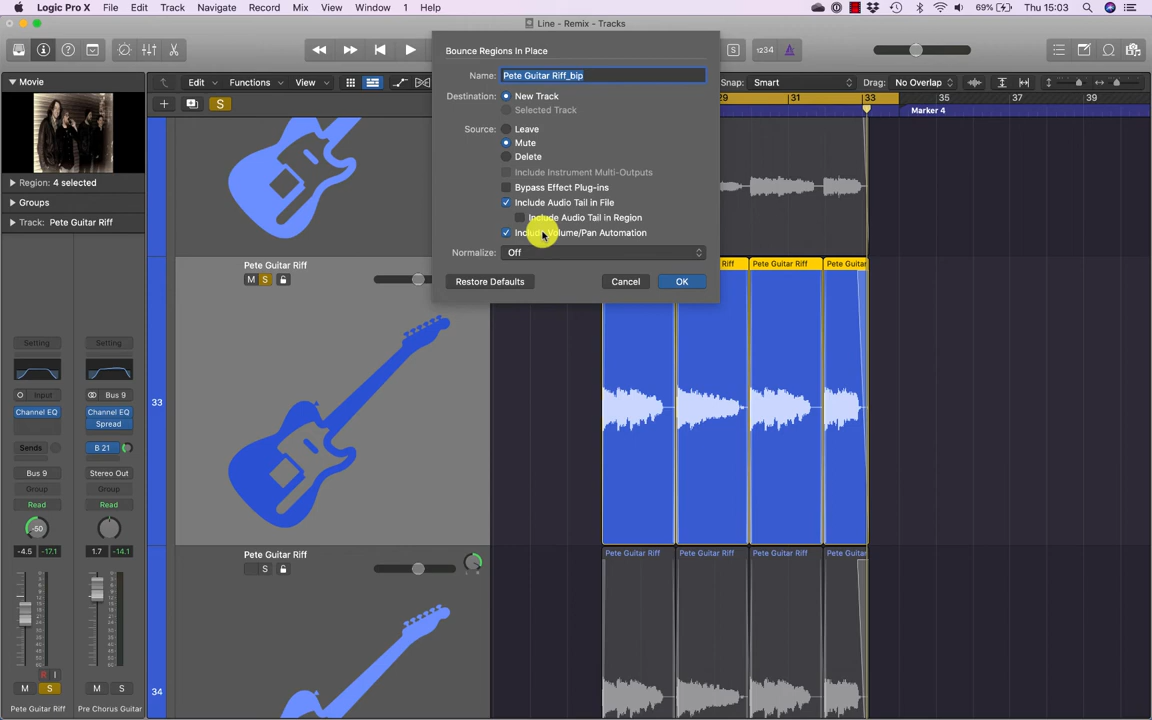 Logic Pro X File Edit Track Navigate Record Mix View Window 1 Help 69% Thu 15:03
Line - Remix - Tracks
1234
Movie
Region: 4 selected
Groups
Track: Pete Guitar Riff
Edit Functions View
Snap: Smart
Drag: No Overlap
S
29 31 33 35 37 39
Marker 4
Bounce Regions In Place
Name: Pete Guitar Riff_bip
Destination: New Track
Selected Track
Source: Leave
Mute
Delete
Include Instrument Multi-Outputs
Bypass Effect Plug-ins
Include Audio Tail in File
Include Audio Tail in Region
Include Volume/Pan Automation
Normalize: Off
Restore Defaults Cancel OK
Pete Guitar Riff
M S
Riff Pete Guitar Riff Pete Guitar
33
Pete Guitar Riff
S
Pete Guitar Riff Pete Guitar Riff Pete Guitar Riff Pete Guitar
34
Setting Setting
Input Bus 9
Channel EQ Channel EQ
Spread
Sends B 21
Bus 9 Stereo Out
Group Group
Read Read
-50
-4.5 -17.1 1.7 -14.1
R I
M S M S
Pete Guitar Riff Pre Chorus Guitar